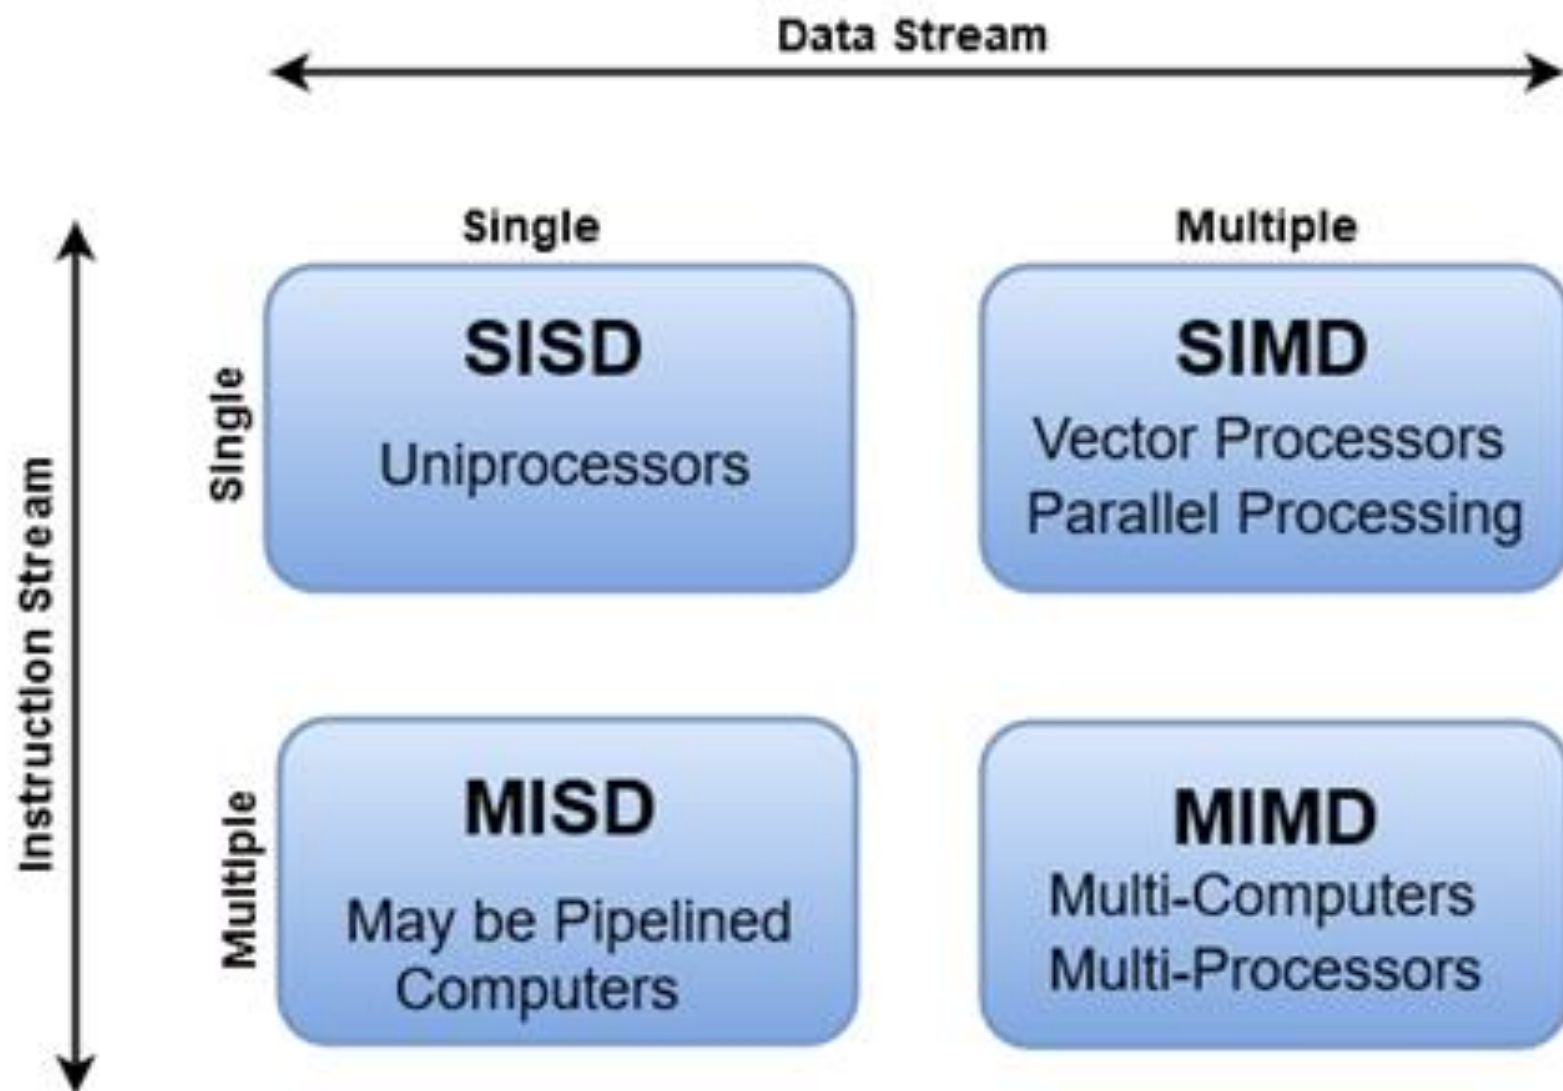 Data Stream
Single
Multiple
Instruction Stream
Single
SISD
Uniprocessors
SIMD
Vector Processors
Parallel Processing
Multiple
MISD
May be Pipelined
Computers
MIMD
Multi-Computers
Multi-Processors